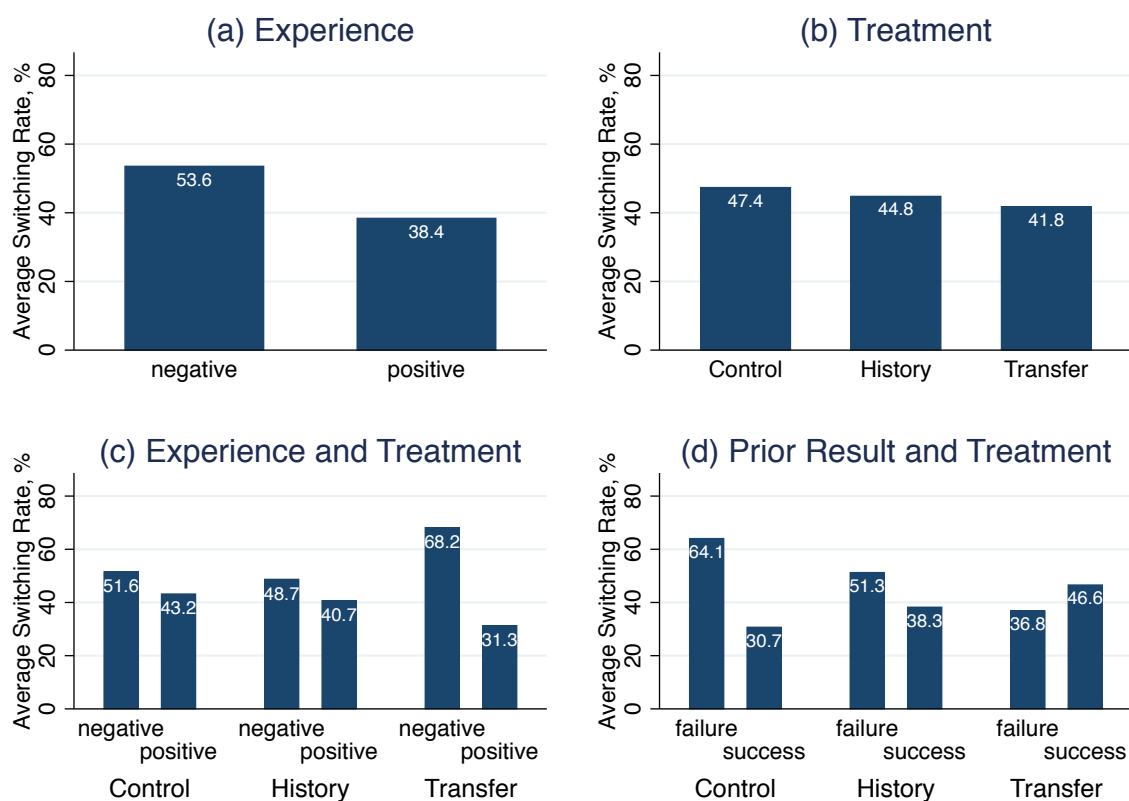 (a) Experience
Average Switching Rate, %
0 20 40 60 80
53.6
38.4
negative positive
(b) Treatment
Average Switching Rate, %
0 20 40 60 80
47.4
44.8
41.8
Control History Transfer
(c) Experience and Treatment
Average Switching Rate, %
0 20 40 60 80
51.6
43.2
48.7
40.7
68.2
31.3
negative positive negative positive negative positive
Control History Transfer
(d) Prior Result and Treatment
Average Switching Rate, %
0 20 40 60 80
64.1
30.7
51.3
38.3
36.8
46.6
failure success failure success failure success
Control History Transfer